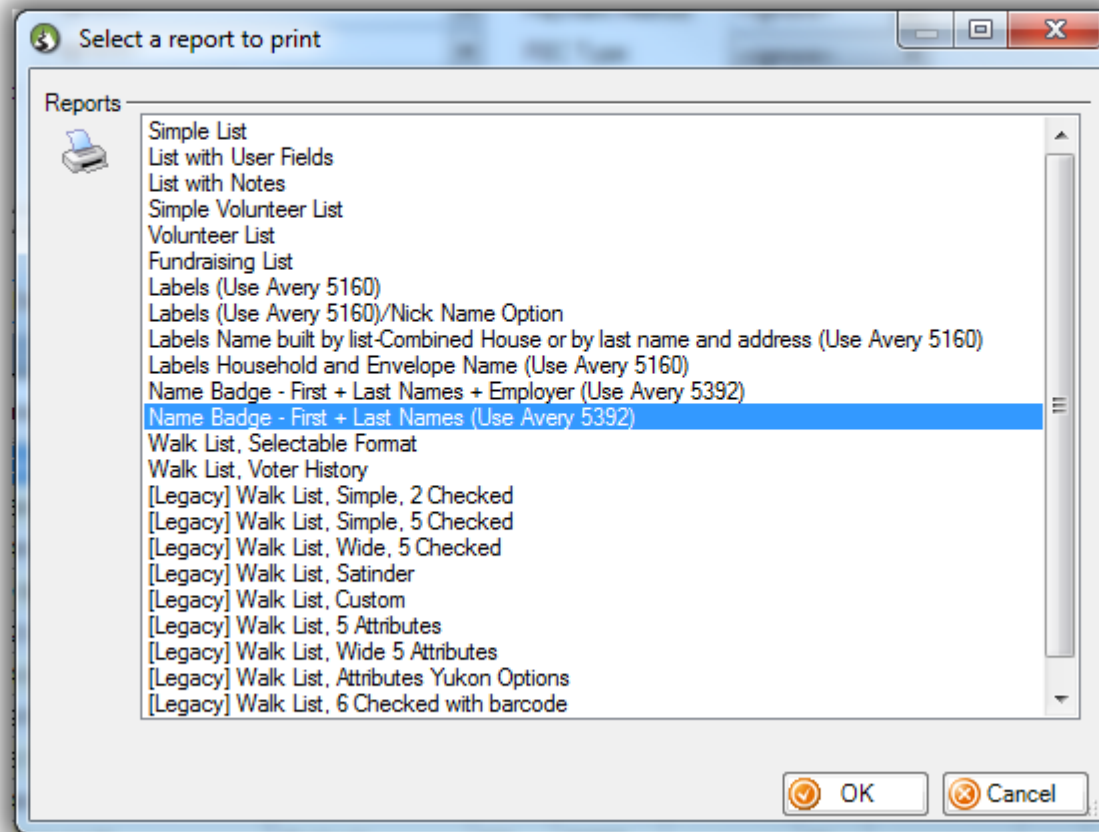 Select a report to print
Reports
Simple List
List with User Fields
List with Notes
Simple Volunteer List
Volunteer List
Fundraising List
Labels (Use Avery 5160)
Labels (Use Avery 5160)/Nick Name Option
Labels Name built by list-Combined House or by last name and address (Use Avery 5160)
Labels Household and Envelope Name (Use Avery 5160)
Name Badge - First + Last Names + Employer (Use Avery 5392)
Name Badge - First + Last Names (Use Avery 5392)
Walk List, Selectable Format
Walk List, Voter History
[Legacy] Walk List, Simple, 2 Checked
[Legacy] Walk List, Simple, 5 Checked
[Legacy] Walk List, Wide, 5 Checked
[Legacy] Walk List, Satinder
[Legacy] Walk List, Custom
[Legacy] Walk List, 5 Attributes
[Legacy] Walk List, Wide 5 Attributes
[Legacy] Walk List, Attributes Yukon Options
[Legacy] Walk List, 6 Checked with barcode
OK
Cancel